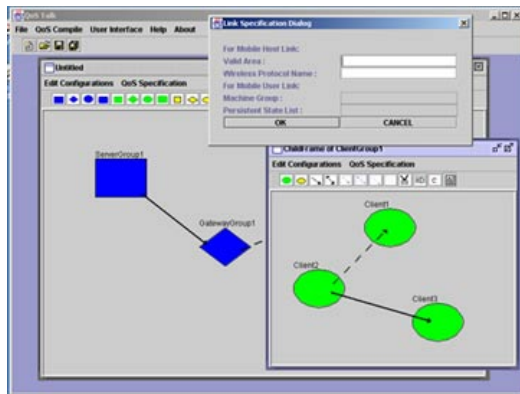 QoS Talk
File QoS Compile User Interface Help About
Link Specification Dialog
For Mobile Host Link:
Valid Area :
Wireless Protocol Name :
For Mobile User Link:
Machine Group :
Persistent State List :
OK CANCEL
Untitled
Edit Configurations QoS Specification
ServerGroup1
GatewayGroup1
ChildFrame of ClientGroup1
Edit Configurations QoS Specification
C
Client1
Client2
Client3